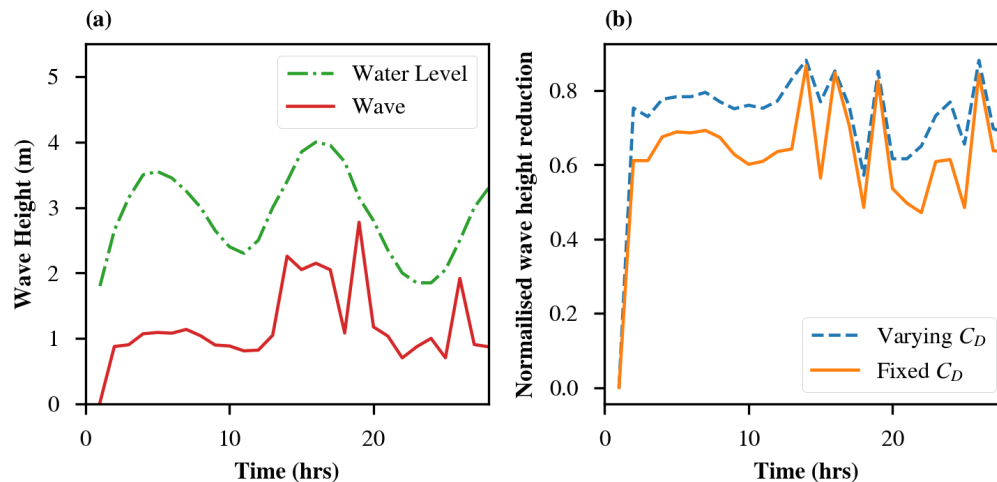 (a)
Wave Height (m)
5
4
3
2
1
0
Water Level
Wave
0 10 20
Time (hrs)
(b)
Normailised wave height reduction
0.8
0.6
0.4
0.2
0.0
Varying C_D
Fixed C_D
0 10 20
Time (hrs)